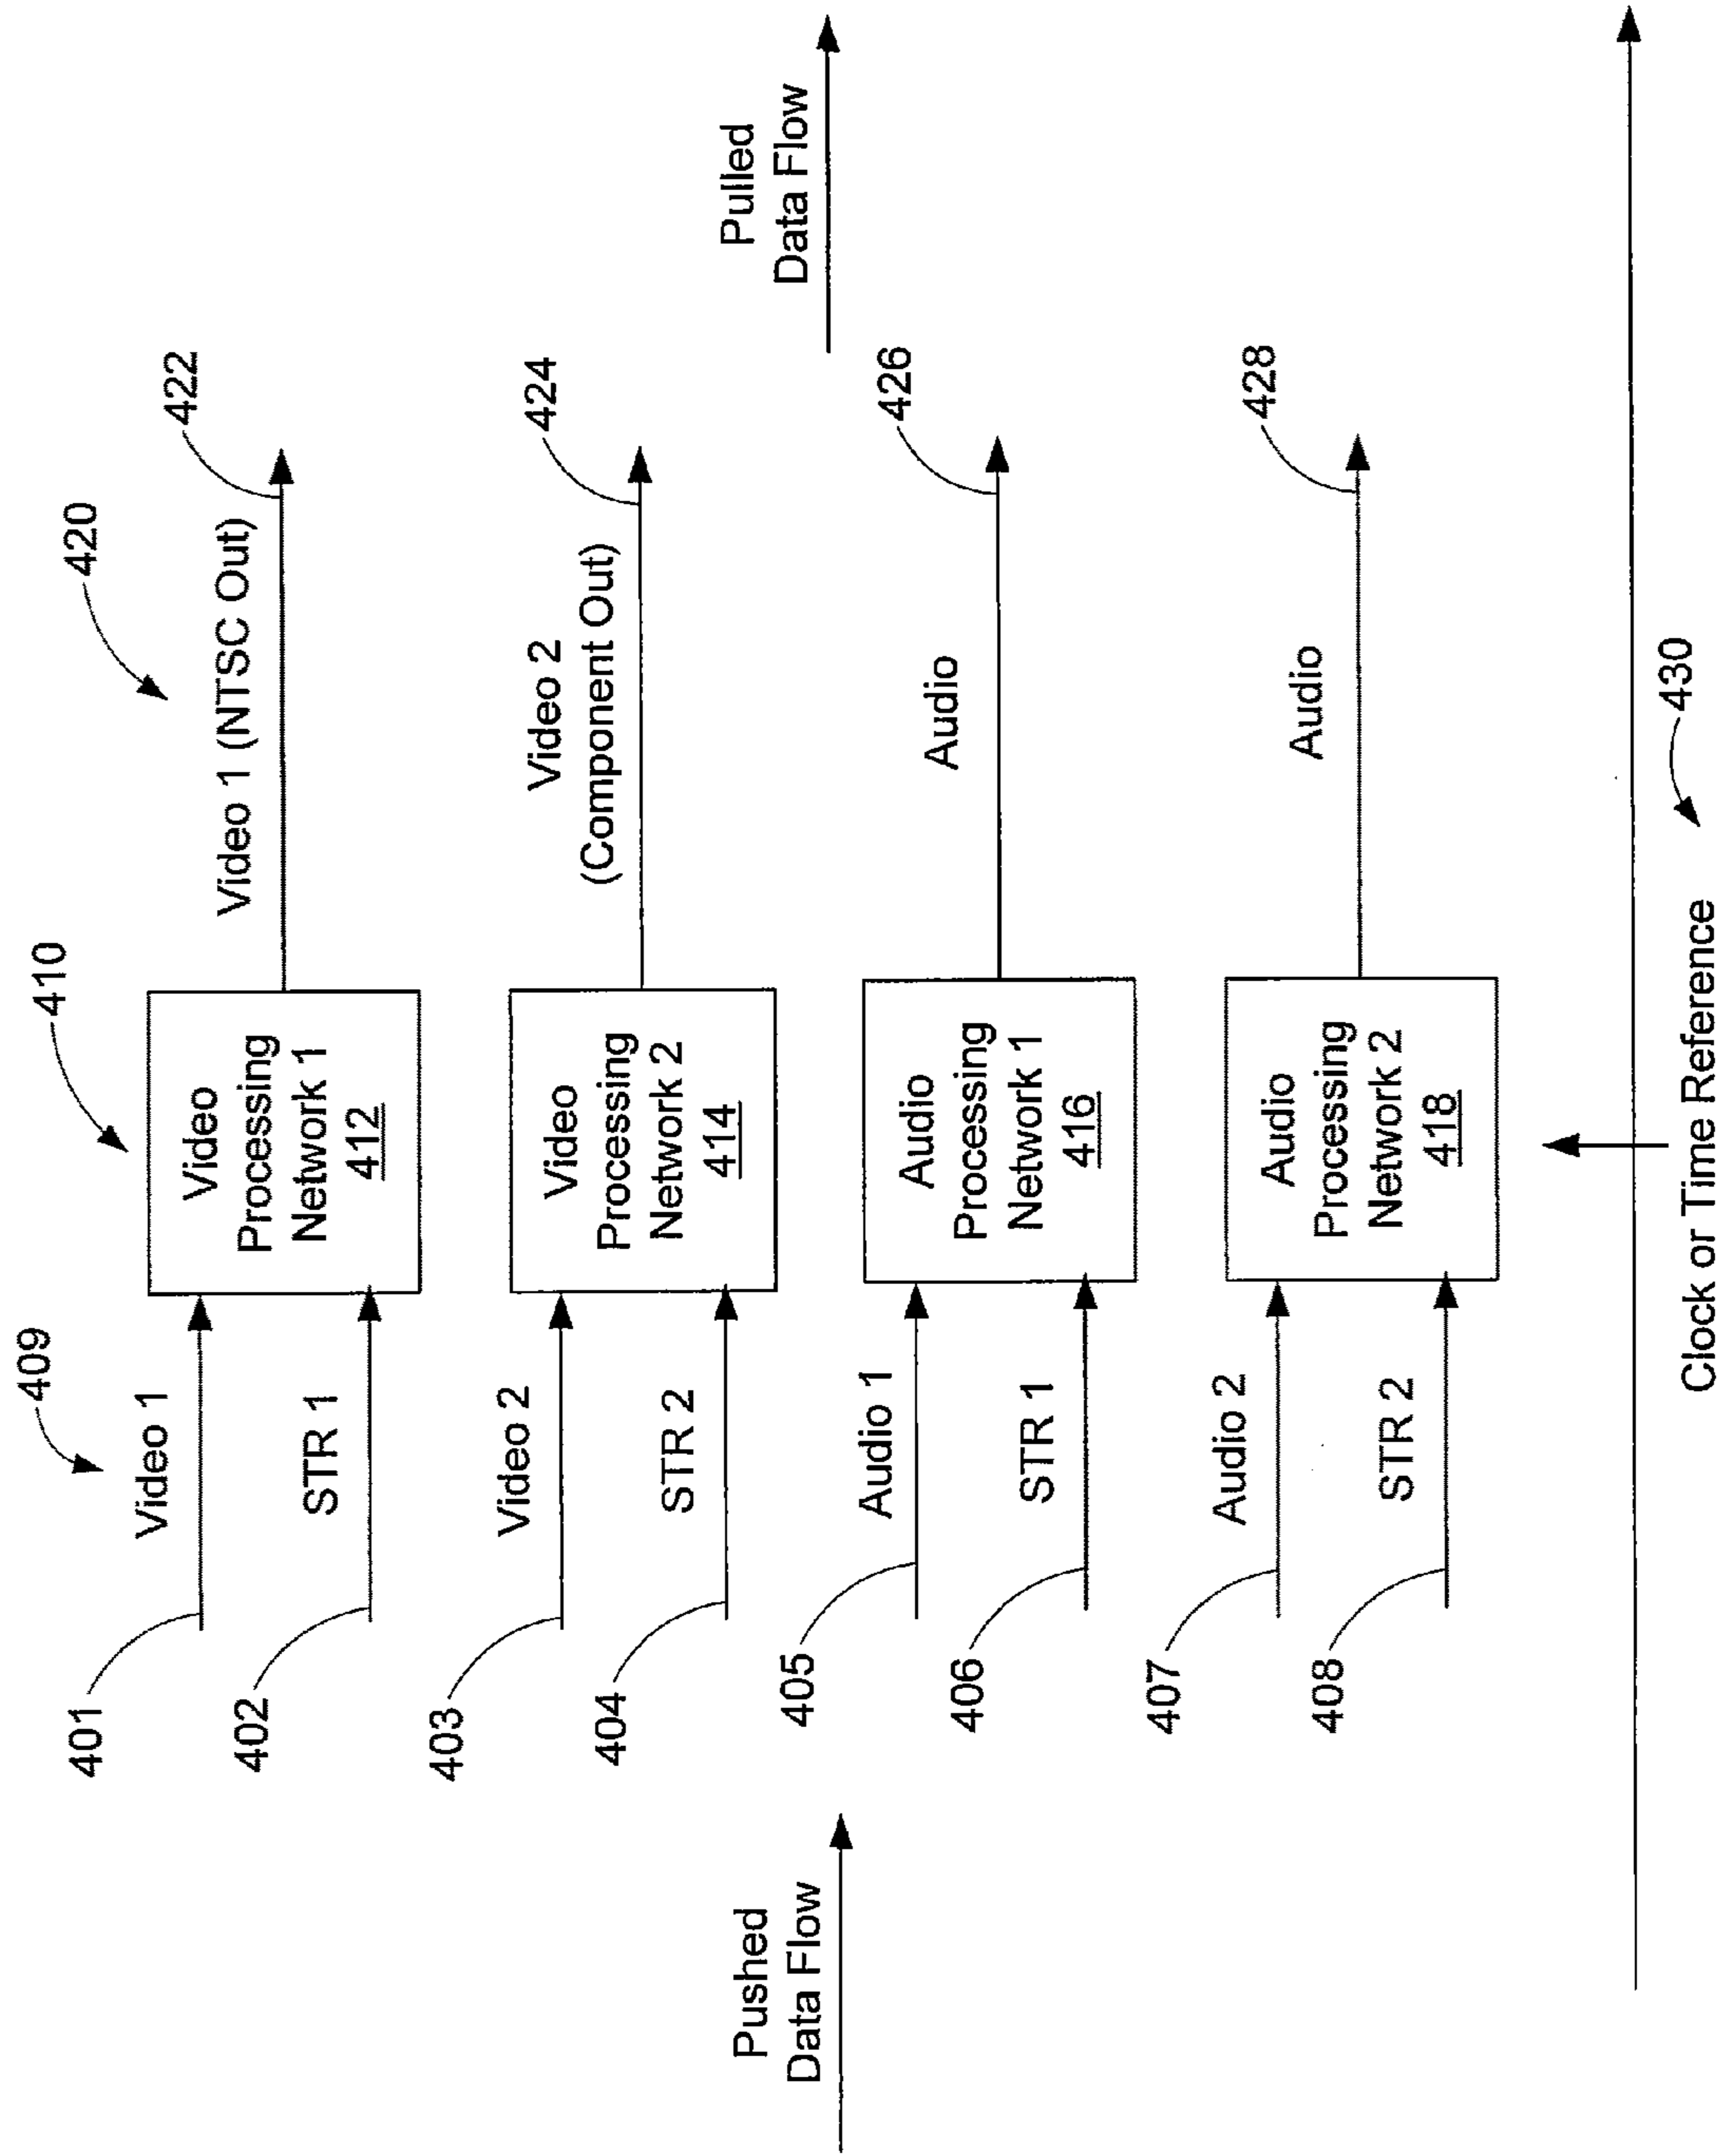 409
410
420
401
Video 1
Video
Processing
Network 1
412
Video 1 (NTSC Out)
422
402
STR 1
403
Video 2
Video
Processing
Network 2
414
Video 2
(Component Out)
424
404
STR 2
Pushed
Data Flow
Pulled
Data Flow
405
Audio 1
Audio
Processing
Network 1
416
Audio
426
406
STR 1
407
Audio 2
Audio
Processing
Network 2
418
Audio
428
408
STR 2
Clock or Time Reference
430